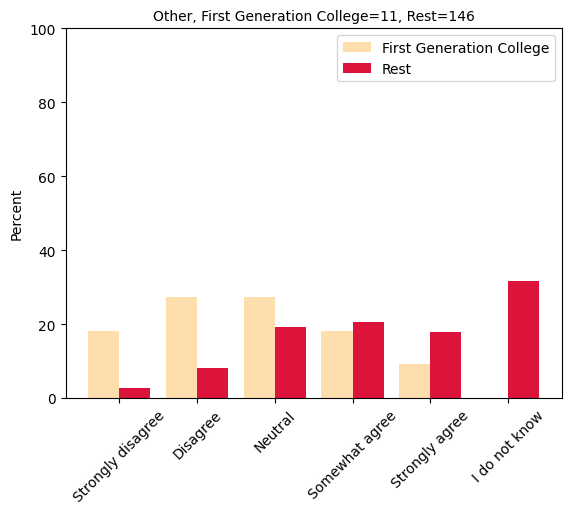 Other, First Generation College=11, Rest=146
First Generation College
Rest
Percent
100
80
60
40
20
0
Strongly disagree
Disagree
Neutral
Somewhat agree
Strongly agree
I do not know